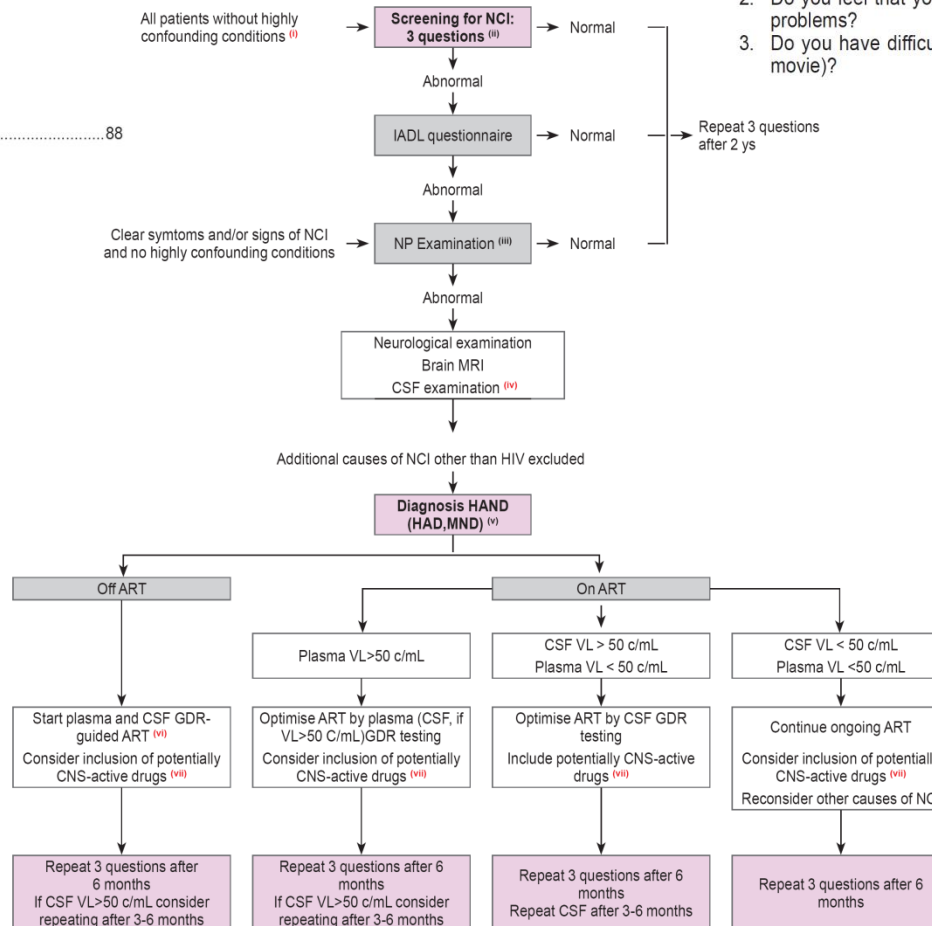 2. Do you feel that yo
problems?
3. Do you have difficu
movie)?
All patients without highly
confounding conditions (i)
Screening for NCI:
3 questions (ii)
Normal
Abnormal
......................88
IADL questionnaire
Normal
Repeat 3 questions
after 2 ys
Abnormal
Clear symtoms and/or signs of NCI
and no highly confounding conditions
NP Examination (iii)
Normal
Abnormal
Neurological examination
Brain MRI
CSF examination (iv)
Additional causes of NCI other than HIV excluded
Diagnosis HAND
(HAD,MND) (v)
Off ART
On ART
Plasma VL>50 c/mL
CSF VL > 50 c/mL
Plasma VL < 50 c/mL
CSF VL < 50 c/mL
Plasma VL <50 c/mL
Start plasma and CSF GDR-
guided ART (vi)
Consider inclusion of potentially
CNS-active drugs (vii)
Optimise ART by plasma (CSF, if
VL>50 C/mL)GDR testing
Consider inclusion of potentially
CNS-active drugs (vii)
Optimise ART by CSF GDR
testing
Include potentially CNS-active
drugs (vii)
Continue ongoing ART
Consider inclusion of potentially
CNS-active drugs (vii)
Reconsider other causes of NC
Repeat 3 questions after
6 months
If CSF VL>50 c/mL consider
repeating after 3-6 months
Repeat 3 questions after 6
months
If CSF VL>50 c/mL consider
repeating after 3-6 months
Repeat 3 questions after 6
months
Repeat CSF after 3-6 months
Repeat 3 questions after 6
months